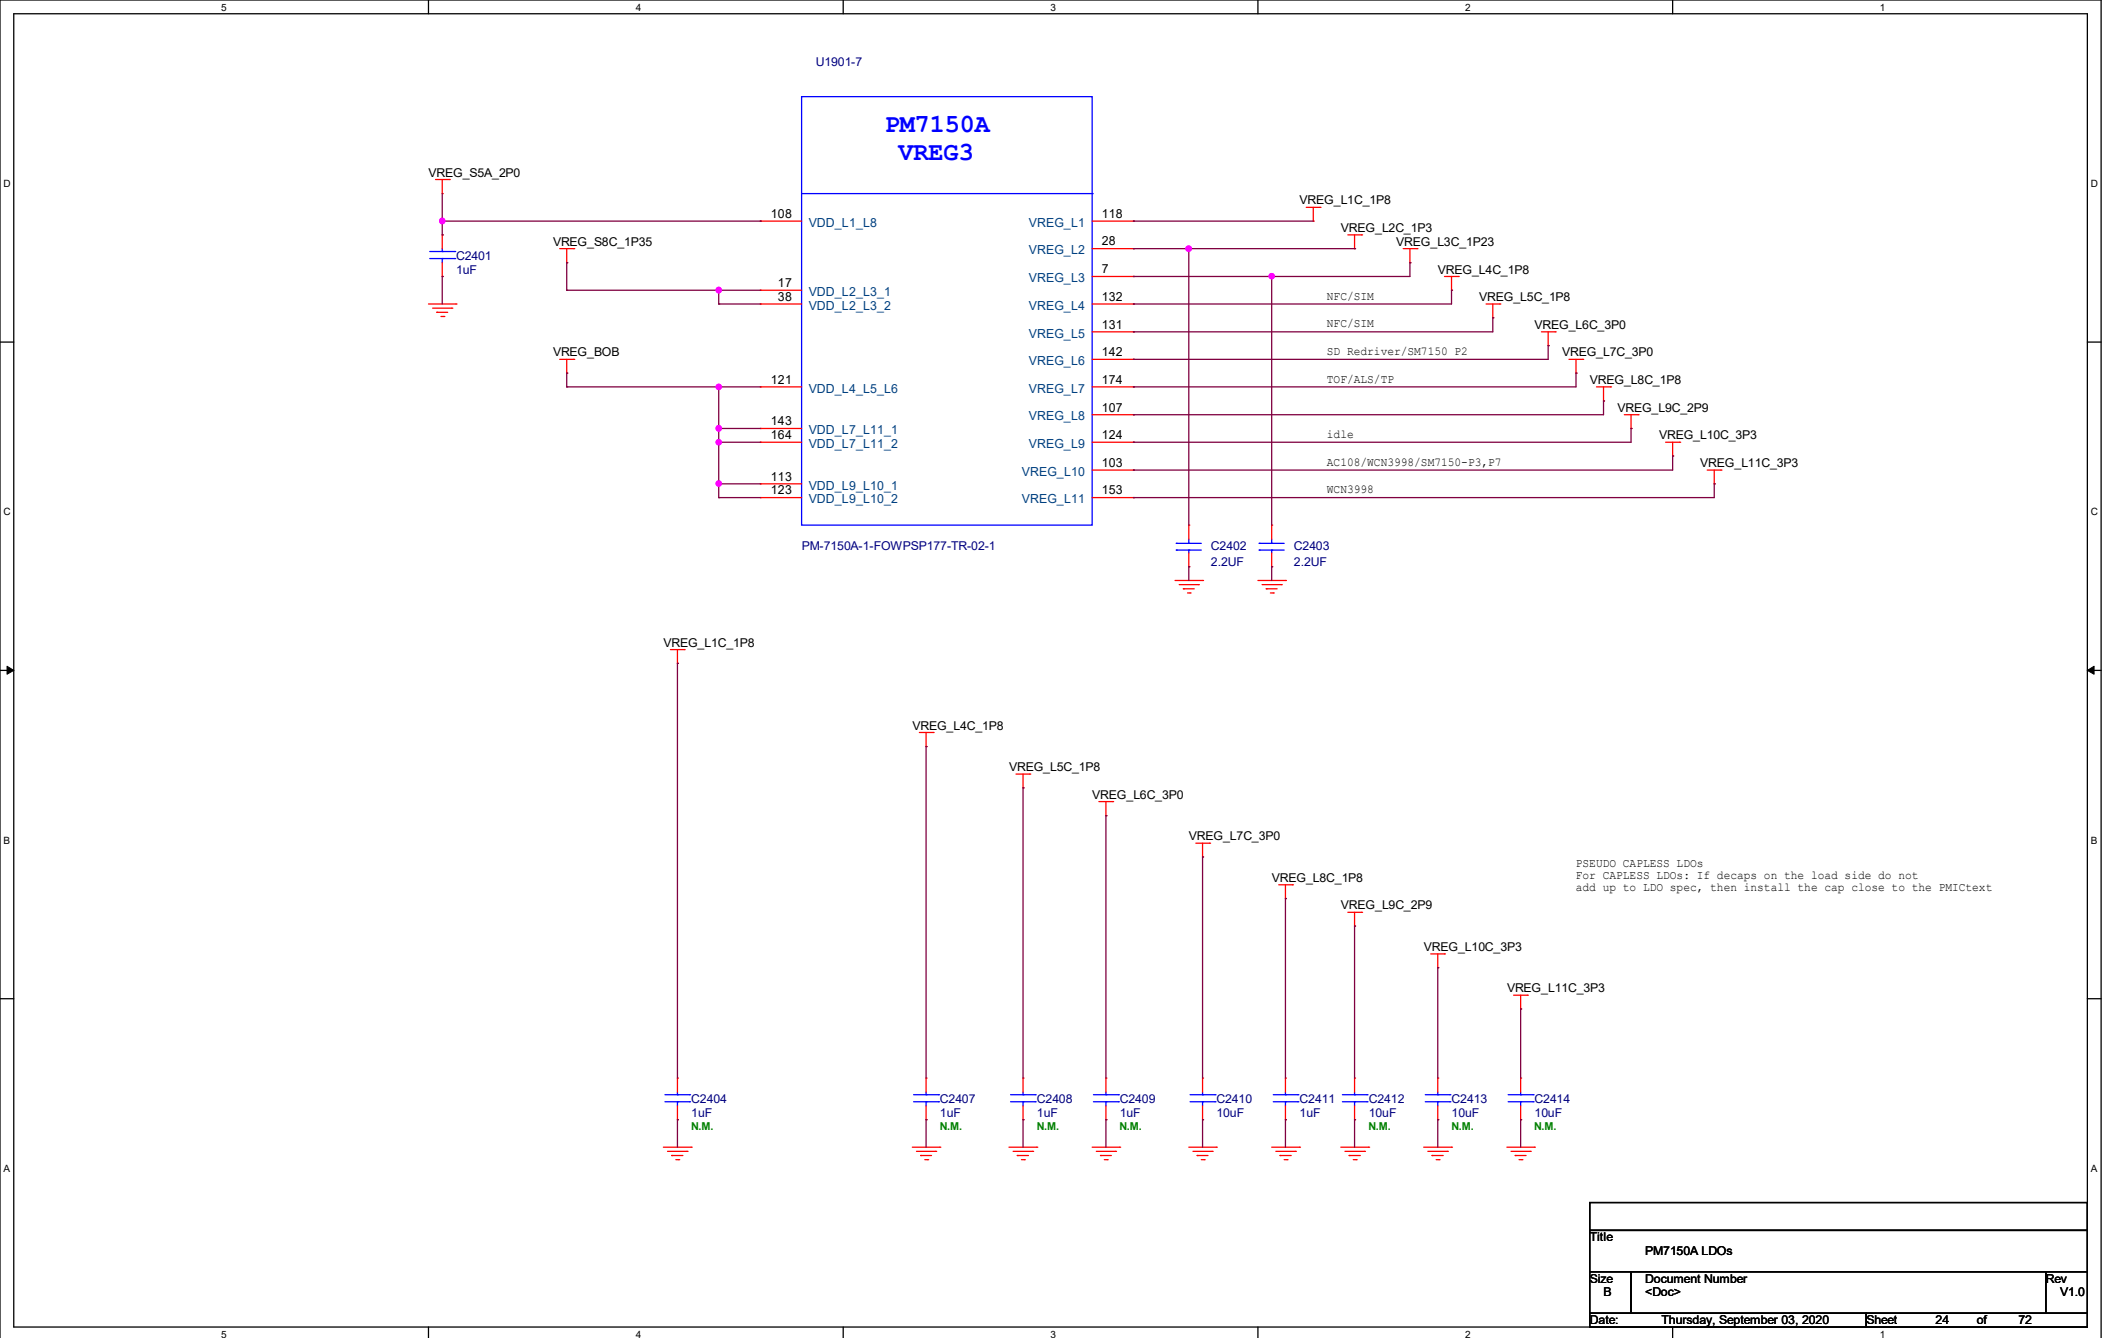 5 4 3 2 1
U1901-7
PM7150A
VREG3
VREG_S5A_2P0
D D
108 VDD_L1_L8
VREG_L1 118
VREG_L1C_1P8
C2401
1uF
VREG_S8C_1P35
VREG_L2 28
VREG_L2C_1P3
VREG_L3 7
VREG_L3C_1P23
17 VDD_L2_L3_1
38 VDD_L2_L3_2
VREG_L4 132 NFC/SIM
VREG_L4C_1P8
VREG_L5 131 NFC/SIM
VREG_L5C_1P8
VREG_BOB
VREG_L6 142 SD Redriver/SM7150 P2
VREG_L6C_3P0
121 VDD_L4_L5_L6
VREG_L7 174 TOF/ALS/TP
VREG_L7C_3P0
VREG_L8 107
VREG_L8C_1P8
143 VDD_L7_L11_1
164 VDD_L7_L11_2
VREG_L9 124 idle
VREG_L9C_2P9
VREG_L10 103 AC108/WCN3998/SM7150-P3,P7
VREG_L10C_3P3
113 VDD_L9_L10_1
123 VDD_L9_L10_2
VREG_L11 153 WCN3998
VREG_L11C_3P3
C C
PM-7150A-1-FOWPSP177-TR-02-1
C2402
2.2UF
C2403
2.2UF
VREG_L1C_1P8
VREG_L4C_1P8
VREG_L5C_1P8
VREG_L6C_3P0
VREG_L7C_3P0
B B
PSEUDO CAPLESS LDOs
For CAPLESS LDOs: If decaps on the load side do not
add up to LDO spec, then install the cap close to the PMICtext
VREG_L8C_1P8
VREG_L9C_2P9
VREG_L10C_3P3
VREG_L11C_3P3
C2404
1uF
N.M.
C2407
1uF
N.M.
C2408
1uF
N.M.
C2409
1uF
N.M.
C2410
10uF
C2411
1uF
C2412
10uF
N.M.
C2413
10uF
N.M.
C2414
10uF
N.M.
A A
Title
PM7150A LDOs
Size
B
Document Number
<Doc>
Rev
V1.0
Date: Thursday, September 03, 2020 Sheet 24 of 72
5 4 3 2 1